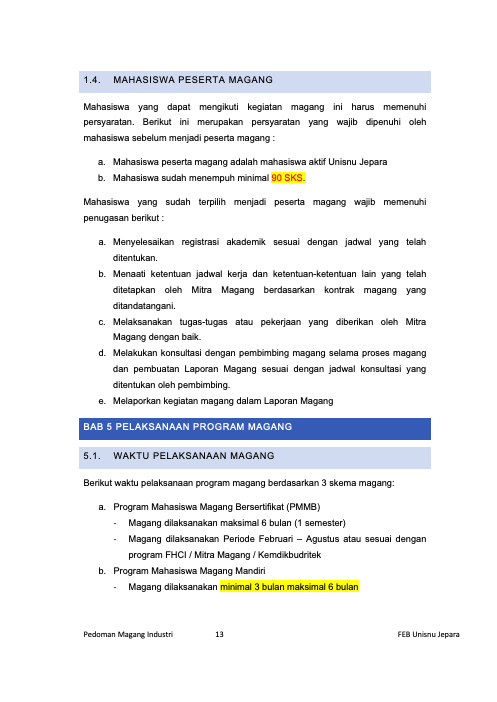 1.4. MAHASISWA PESERTA MAGANG
Mahasiswa yang dapat mengikuti kegiatan magang ini harus memenuhi
persyaratan. Berikut ini merupakan persyaratan yang wajib dipenuhi oleh
mahasiswa sebelum menjadi peserta magang :
a. Mahasiswa peserta magang adalah mahasiswa aktif Unisnu Jepara
b. Mahasiswa sudah menempuh minimal 90 SKS.
Mahasiswa yang sudah terpilih menjadi peserta magang wajib memenuhi
penugasan berikut :
a. Menyelesaikan registrasi akademik sesuai dengan jadwal yang telah
ditentukan.
b. Menaati ketentuan jadwal kerja dan ketentuan-ketentuan lain yang telah
ditetapkan oleh Mitra Magang berdasarkan kontrak magang yang
ditandatangani.
c. Melaksanakan tugas-tugas atau pekerjaan yang diberikan oleh Mitra
Magang dengan baik.
d. Melakukan konsultasi dengan pembimbing magang selama proses magang
dan pembuatan Laporan Magang sesuai dengan jadwal konsultasi yang
ditentukan oleh pembimbing.
e. Melaporkan kegiatan magang dalam Laporan Magang
BAB 5 PELAKSANAAN PROGRAM MAGANG
5.1. WAKTU PELAKSANAAN MAGANG
Berikut waktu pelaksanaan program magang berdasarkan 3 skema magang:
a. Program Mahasiswa Magang Bersertifikat (PMMB)
- Magang dilaksanakan maksimal 6 bulan (1 semester)
- Magang dilaksanakan Periode Februari – Agustus atau sesuai dengan
program FHCI / Mitra Magang / Kemdikbudritek
b. Program Mahasiswa Magang Mandiri
- Magang dilaksanakan minimal 3 bulan maksimal 6 bulan
Pedoman Magang Industri 13 FEB Unisnu Jepara